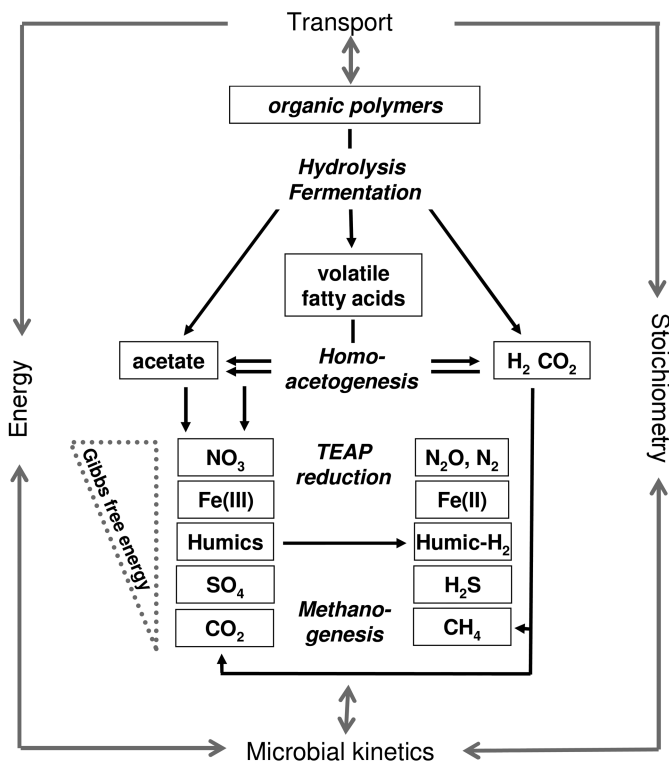 Transport
organic polymers
Hydrolysis
Fermentation
volatile
fatty acids
acetate
Homo-
acetogenesis
H₂ CO₂
Energy
Stoichiometry
Gibbs free energy
NO₃
TEAP
reduction
N₂O, N₂
Fe(III)
Fe(II)
Humics
Humic-H₂
SO₄
H₂S
Methano-
genesis
CO₂
CH₄
Microbial kinetics